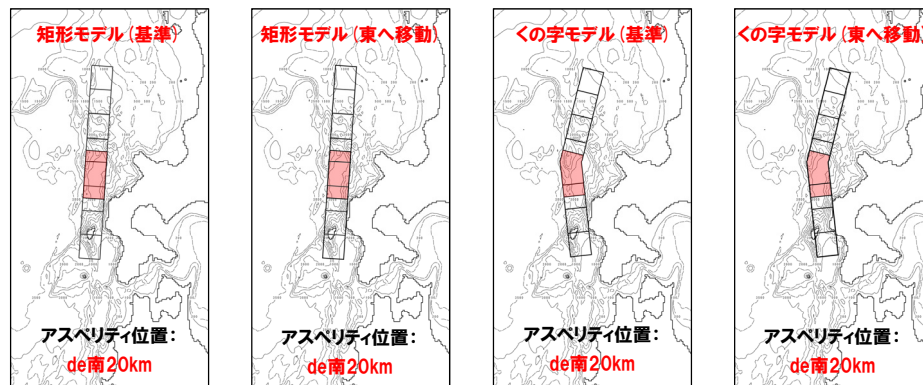 矩形モデル(基準)
アスペリティ位置:
de南20km
矩形モデル(東へ移動)
アスペリティ位置:
de南20km
くの字モデル(基準)
アスペリティ位置:
de南20km
くの字モデル(東へ移動)
アスペリティ位置:
de南20km